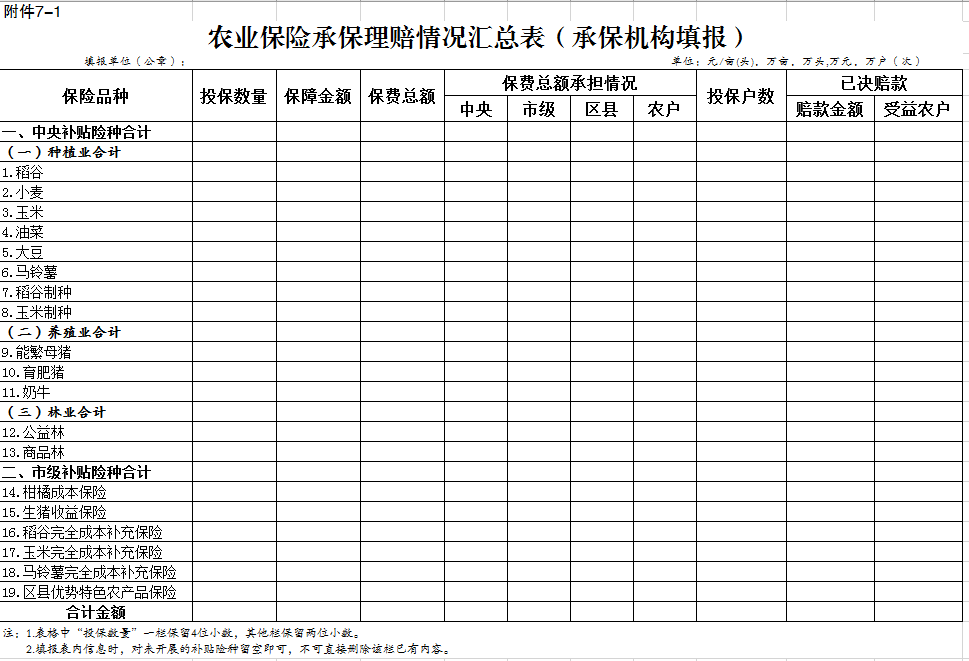 附件7-1
农业保险承保理赔情况汇总表（承保机构填报）
填报单位（公章）： 单位：元/亩(头)，万亩，万头,万元，万户（次）
保险品种 投保数量 保障金额 保费总额 保费总额承担情况 投保户数 已决赔款
中央 市级 区县 农户 赔款金额 受益农户
一、中央补贴险种合计
（一）种植业合计
1.稻谷
2.小麦
3.玉米
4.油菜
5.大豆
6.马铃薯
7.稻谷制种
8.玉米制种
（二）养殖业合计
9.能繁母猪
10.育肥猪
11.奶牛
（三）林业合计
12.公益林
13.商品林
二、市级补贴险种合计
14.柑橘成本保险
15.生猪收益保险
16.稻谷完全成本补充保险
17.玉米完全成本补充保险
18.马铃薯完全成本补充保险
19.区县优势特色农产品保险
合计金额
注：1.表格中“投保数量”一栏保留4位小数，其他栏保留两位小数。
2.填报表内信息时，对未开展的补贴险种留空即可，不可直接删除该栏已有内容。